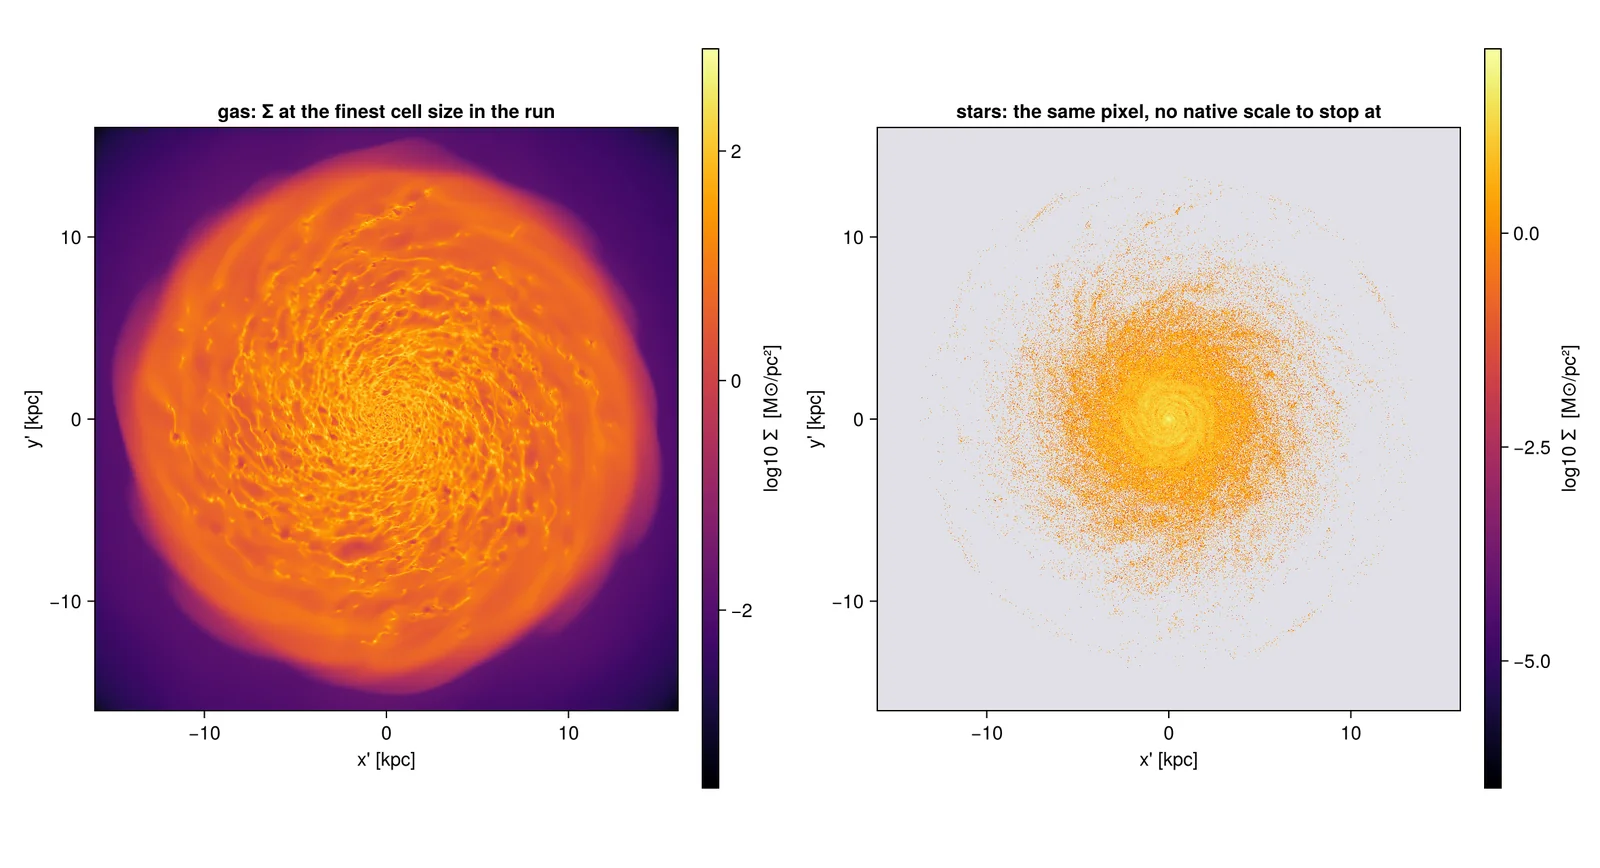 gas: Σ at the finest cell size in the run
10
0
−10
y' [kpc]
−10
0
10
x' [kpc]
2
0
−2
log10 Σ [M⊙/pc²]
stars: the same pixel, no native scale to stop at
10
0
−10
y' [kpc]
−10
0
10
x' [kpc]
0.0
−2.5
−5.0
log10 Σ [M⊙/pc²]